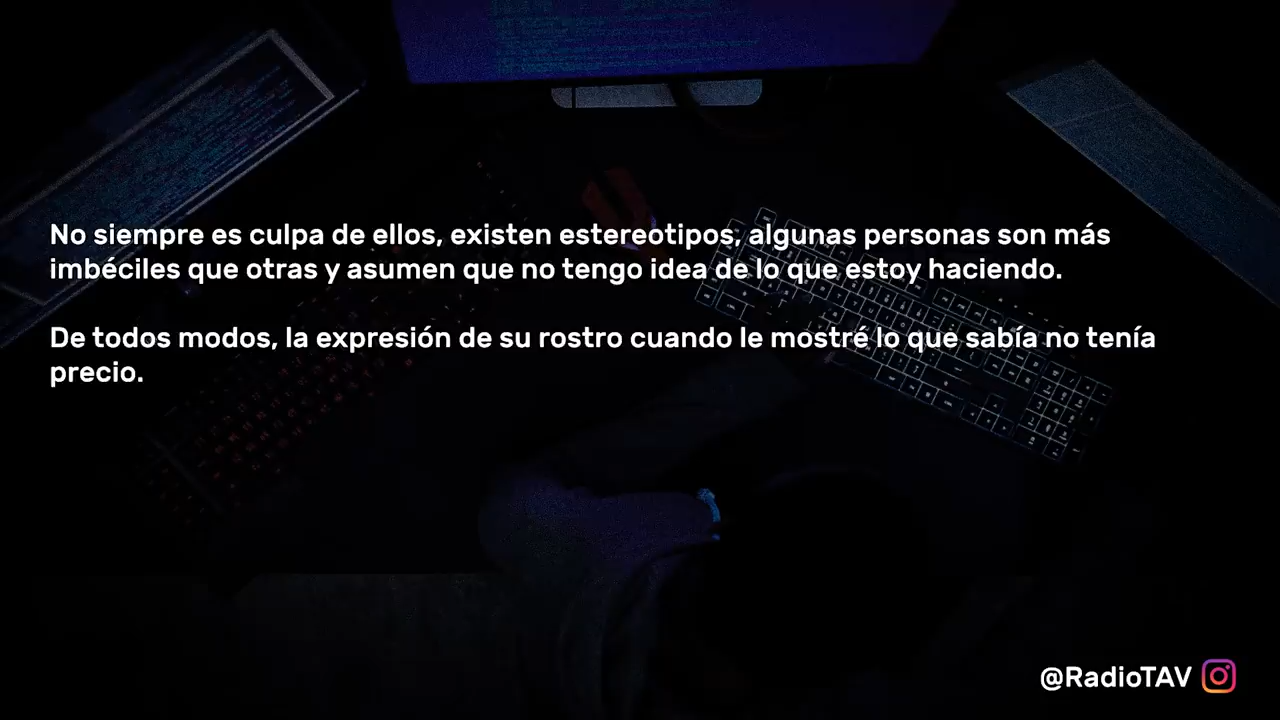 No siempre es culpa de ellos, existen estereotipos, algunas personas son más
imbéciles que otras y asumen que no tengo idea de lo que estoy haciendo.
De todos modos, la expresión de su rostro cuando le mostré lo que sabía no tenía
precio.
@RadioTAV